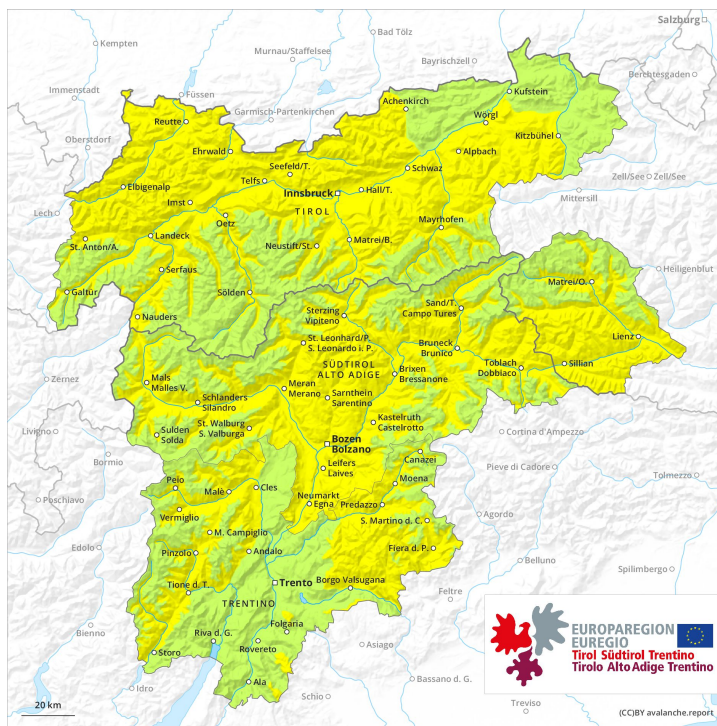 Salzburg
Kempten
Bad Tölz
Murnau/Staffelsee
Bayrischzell
Berchtesgaden
Immenstadt
Füssen
Kufstein
Garmisch-Partenkirchen
Achenkirch
Reutte
Wörgl
Oberstdorf
Ehrwald
Kitzbühel
Alpbach
Seefeld/T.
Schwaz
Zell/See
Zell/See
Telfs
Elbigenalp
Innsbruck
Hall/T.
Mittersill
Imst
Lech
TIROL
Oetz
Mayrhofen
Landeck
St. Anton/A.
Neustift/St.
Matrei/B.
Serfaus
Heiligenblut
Matrei/O.
Galtür
Sölden
Nauders
Sterzing
Vipiteno
Sand/T.
Campo Tures
Lienz
St. Leonhard/P.
S. Leonardo i. P.
Bruneck
Brunico
Sillian
Toblach
Dobbiaco
SÜDTIROL
ALTO ADIGE
Brixen
Bressanone
Mals
Malles V.
Meran
Merano
Zernez
Schlanders
Silandro
Sarnthein
Sarentino
St. Walburg
S. Valburga
Kastelruth
Castelrotto
Sulden
Solda
Livigno
Cortina d'Ampezzo
Bozen
Bolzano
Canazei
Bormio
Pieve di Cadore
Leifers
Laives
Tolmezzo
Peio
Moena
Malè
Cles
Poschiavo
Neumarkt
Egna
Predazzo
Vermiglio
Agordo
S. Martino d. C.
M. Campiglio
Edolo
Fiera d. P.
Pinzolo
Andalo
Belluno
Spilimbergo
Trento
Borgo Valsugana
Tione d. T.
Feltre
TRENTINO
Folgaria
Bienno
Riva d. G.
Rovereto
Asiago
Storo
Ala
Bassano d. G.
Idro
Schio
Treviso
20 km
EUROPAREGION
EUREGIO
Tirol Südtirol Trentino
Tirolo Alto Adige Trentino
(CC)BY avalanche.report